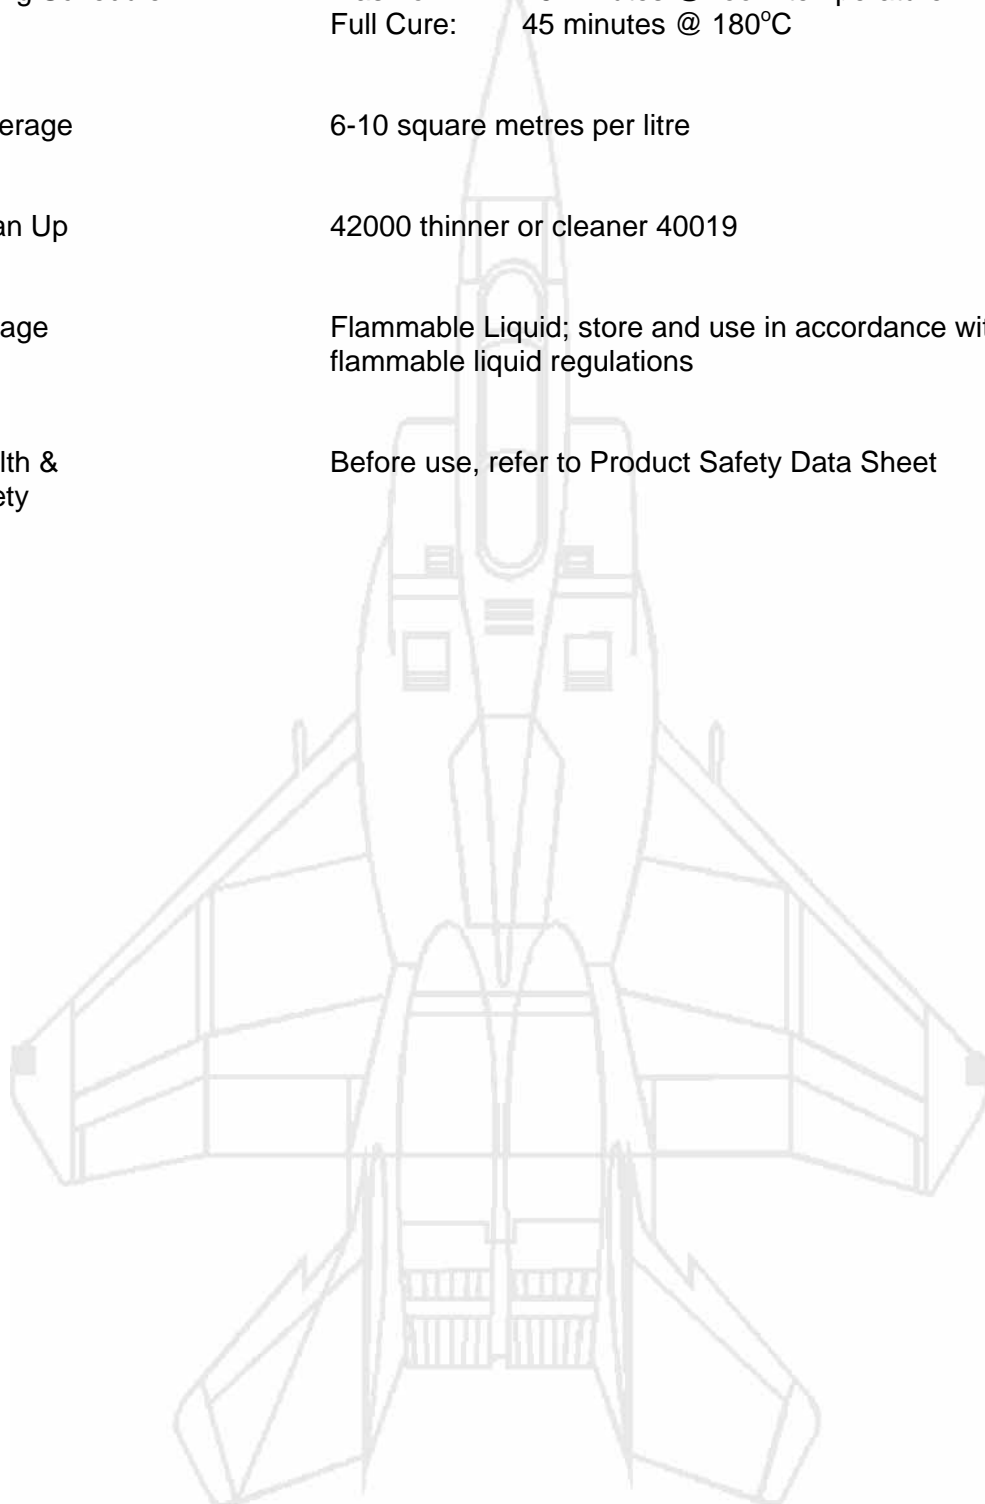 Full Cure: 45 minutes @ 180°C
erage 6-10 square metres per litre
an Up 42000 thinner or cleaner 40019
age Flammable Liquid; store and use in accordance wit
flammable liquid regulations
lth & Before use, refer to Product Safety Data Sheet
ety